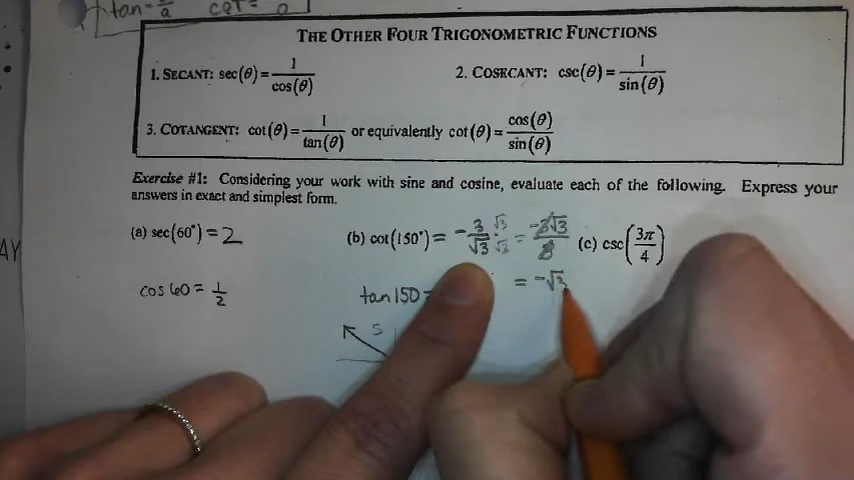 tan = a cot = o
THE OTHER FOUR TRIGONOMETRIC FUNCTIONS
1. SECANT: sec(θ) = 1/cos(θ) 2. COSECANT: csc(θ) = 1/sin(θ)
3. COTANGENT: cot(θ) = 1/tan(θ) or equivalently cot(θ) = cos(θ)/sin(θ)
Exercise #1: Considering your work with sine and cosine, evaluate each of the following. Express your
answers in exact and simplest form.
(a) sec(60°) = 2 (b) cot(150°) = -3/√3 · √3/√3 = -3√3/3 (c) csc(3π/4)
cos 60 = 1/2 tan 150 = = -√3
S
AY